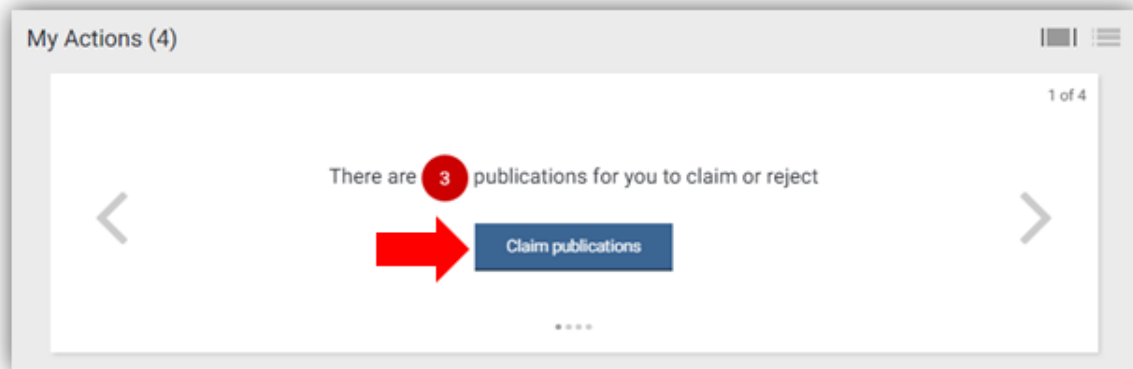 My Actions (4)
1 of 4
There are 3 publications for you to claim or reject
Claim publications